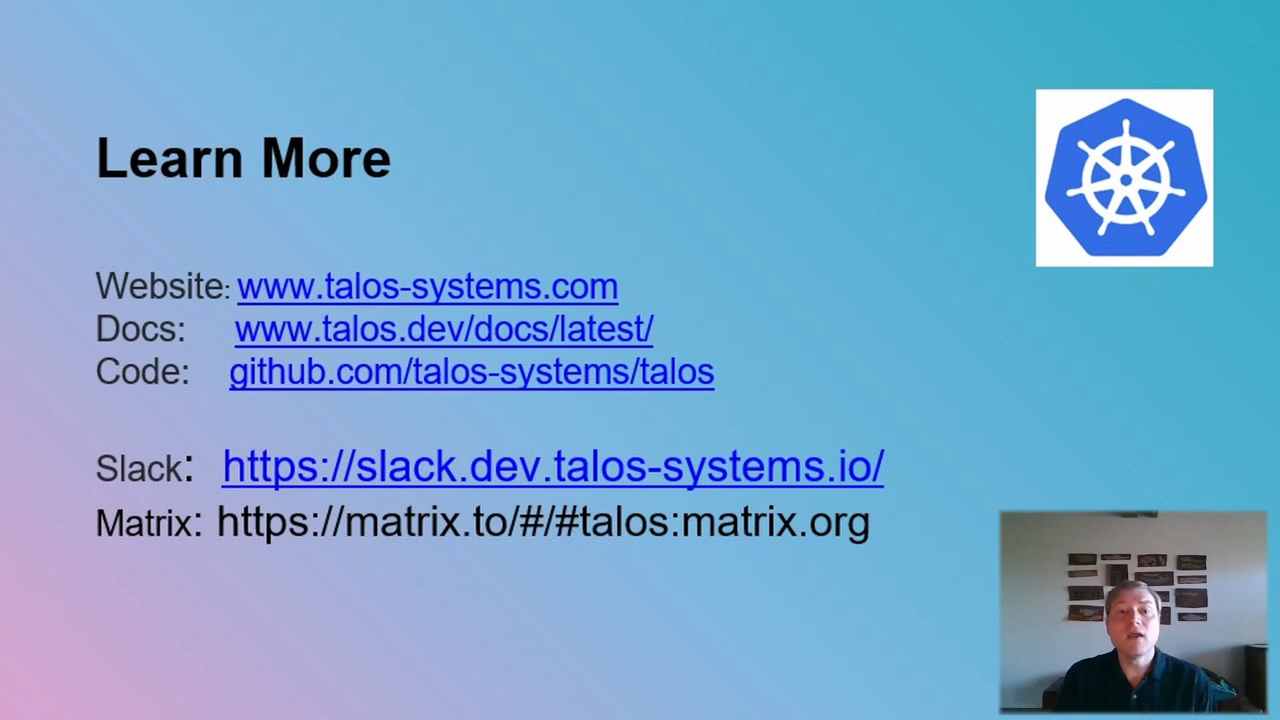 Learn More
Website: www.talos-systems.com
Docs: www.talos.dev/docs/latest/
Code: github.com/talos-systems/talos
Slack: https://slack.dev.talos-systems.io/
Matrix: https://matrix.to/#/#talos:matrix.org